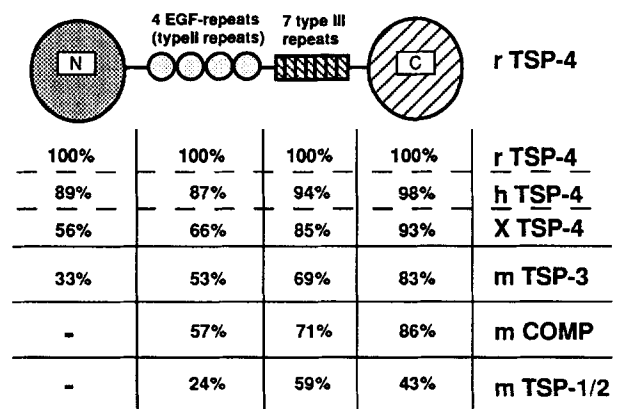 4 EGF-repeats 7 type III
(typeII repeats) repeats
N C r TSP-4
100% 100% 100% 100% r TSP-4
89% 87% 94% 98% h TSP-4
56% 66% 85% 93% X TSP-4
33% 53% 69% 83% m TSP-3
- 57% 71% 86% m COMP
- 24% 59% 43% m TSP-1/2